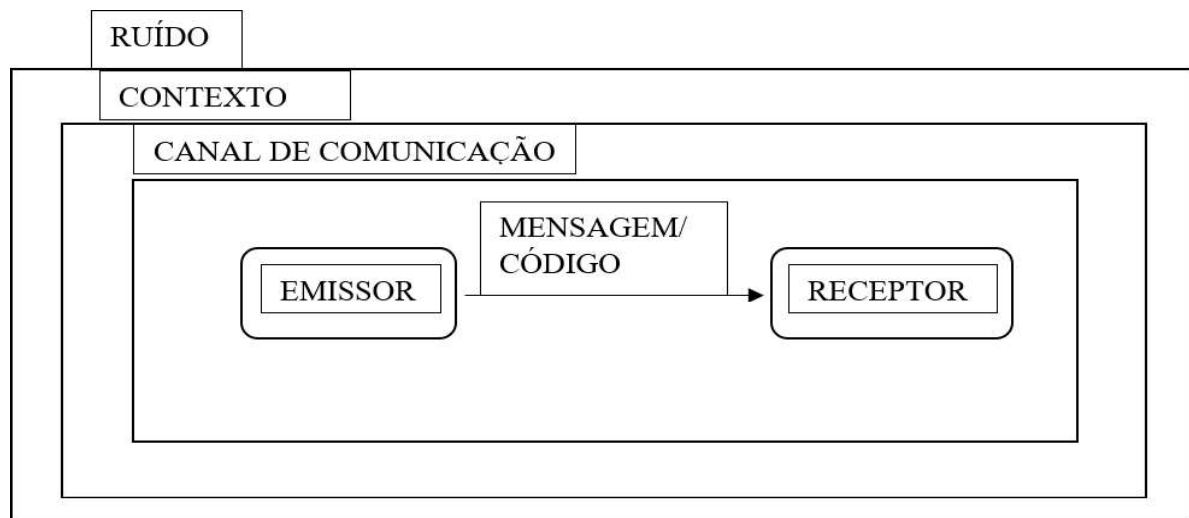 RUÍDO
CONTEXTO
CANAL DE COMUNICAÇÃO
MENSAGEM/
CÓDIGO
EMISSOR
RECEPTOR